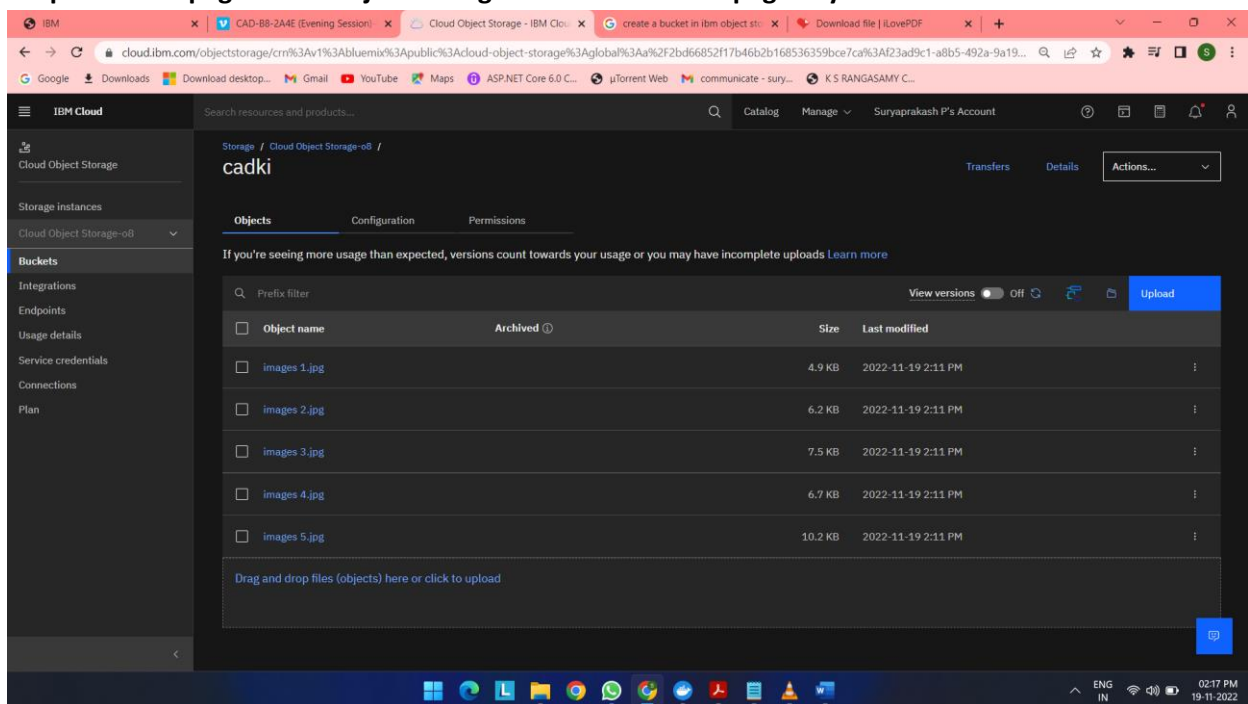 IBM
CAD-BB-2A4E (Evening Session)-
Cloud Object Storage - IBM Clou
create a bucket in ibm object sto
Download file | iLovePDF
cloud.ibm.com/objectstorage/crn%3Av1%3Abluemix%3Apublic%3Acloud-object-storage%3Aglobal%3Aa%2F2bd66852f17b46b2b168536359bce7ca%3Af23ad9c1-a8b5-492a-9a19...
S
Google Downloads Download desktop... Gmail YouTube Maps ASP.NET Core 6.0 C... µTorrent Web communicate - sury... K S RANGASAMY C...
IBM Cloud
Search resources and products...
Catalog Manage Suryaprakash P's Account
Cloud Object Storage
Storage instances
Cloud Object Storage-o8
Buckets
Integrations
Endpoints
Usage details
Service credentials
Connections
Plan
Storage / Cloud Object Storage-o8 /
cadki
Transfers Details Actions...
Objects Configuration Permissions
If you're seeing more usage than expected, versions count towards your usage or you may have incomplete uploads Learn more
Prefix filter View versions Off Upload
Object name Archived Size Last modified
images 1.jpg 4.9 KB 2022-11-19 2:11 PM
images 2.jpg 6.2 KB 2022-11-19 2:11 PM
images 3.jpg 7.5 KB 2022-11-19 2:11 PM
images 4.jpg 6.7 KB 2022-11-19 2:11 PM
images 5.jpg 10.2 KB 2022-11-19 2:11 PM
Drag and drop files (objects) here or click to upload
ENG
IN
02:17 PM
19-11-2022